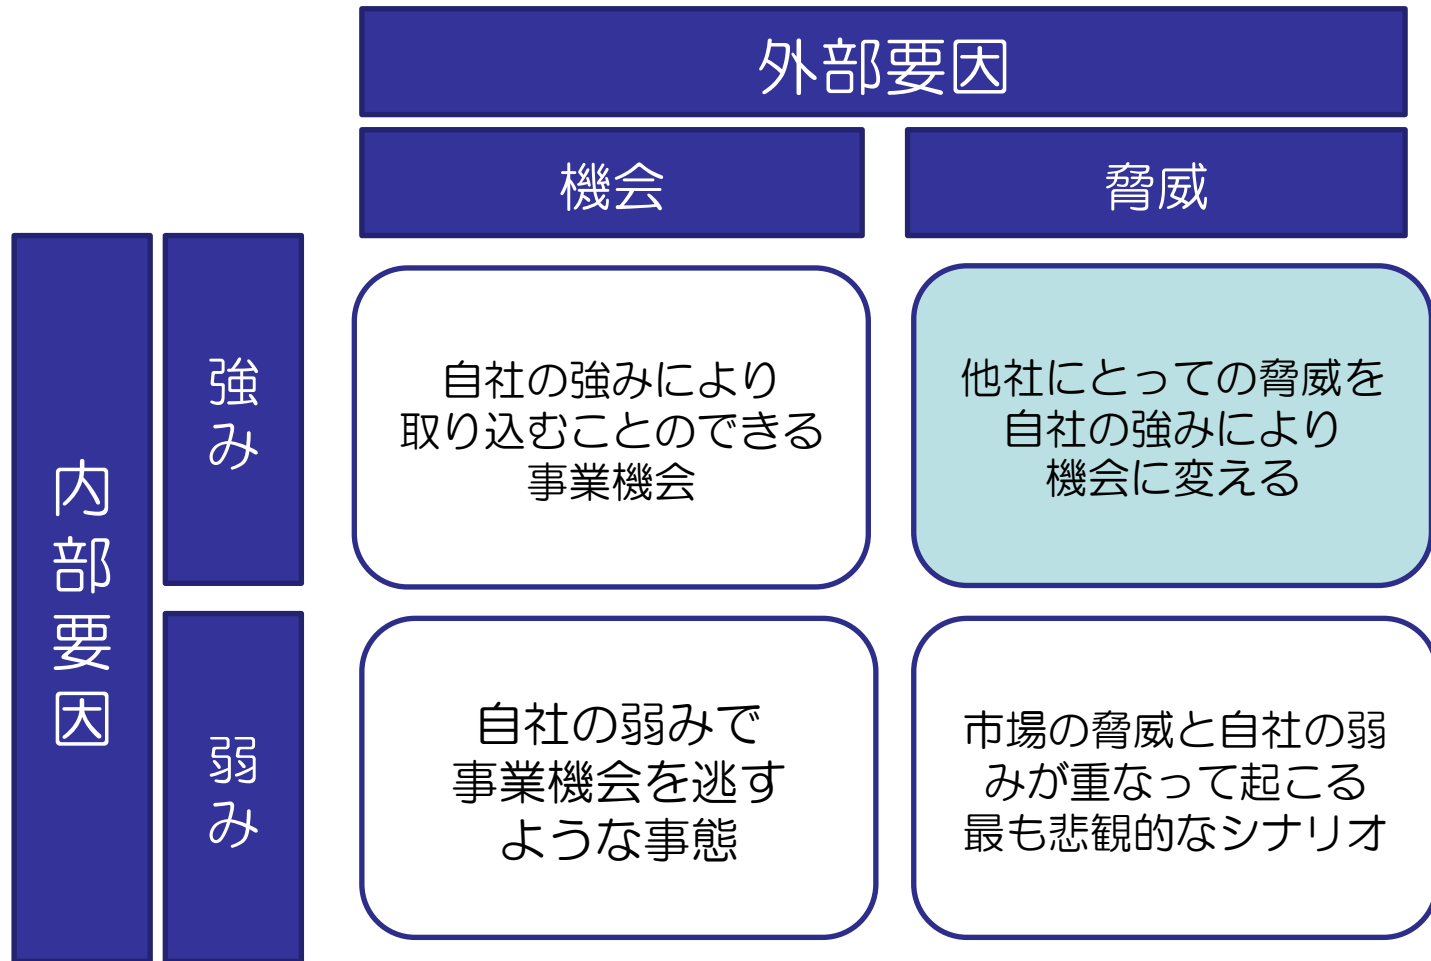 外部要因
機会
脅威
内部要因
強み
自社の強みにより
取り込むことのできる
事業機会
他社にとっての脅威を
自社の強みにより
機会に変える
弱み
自社の弱みで
事業機会を逃す
ような事態
市場の脅威と自社の弱
みが重なって起こる
最も悲観的なシナリオ